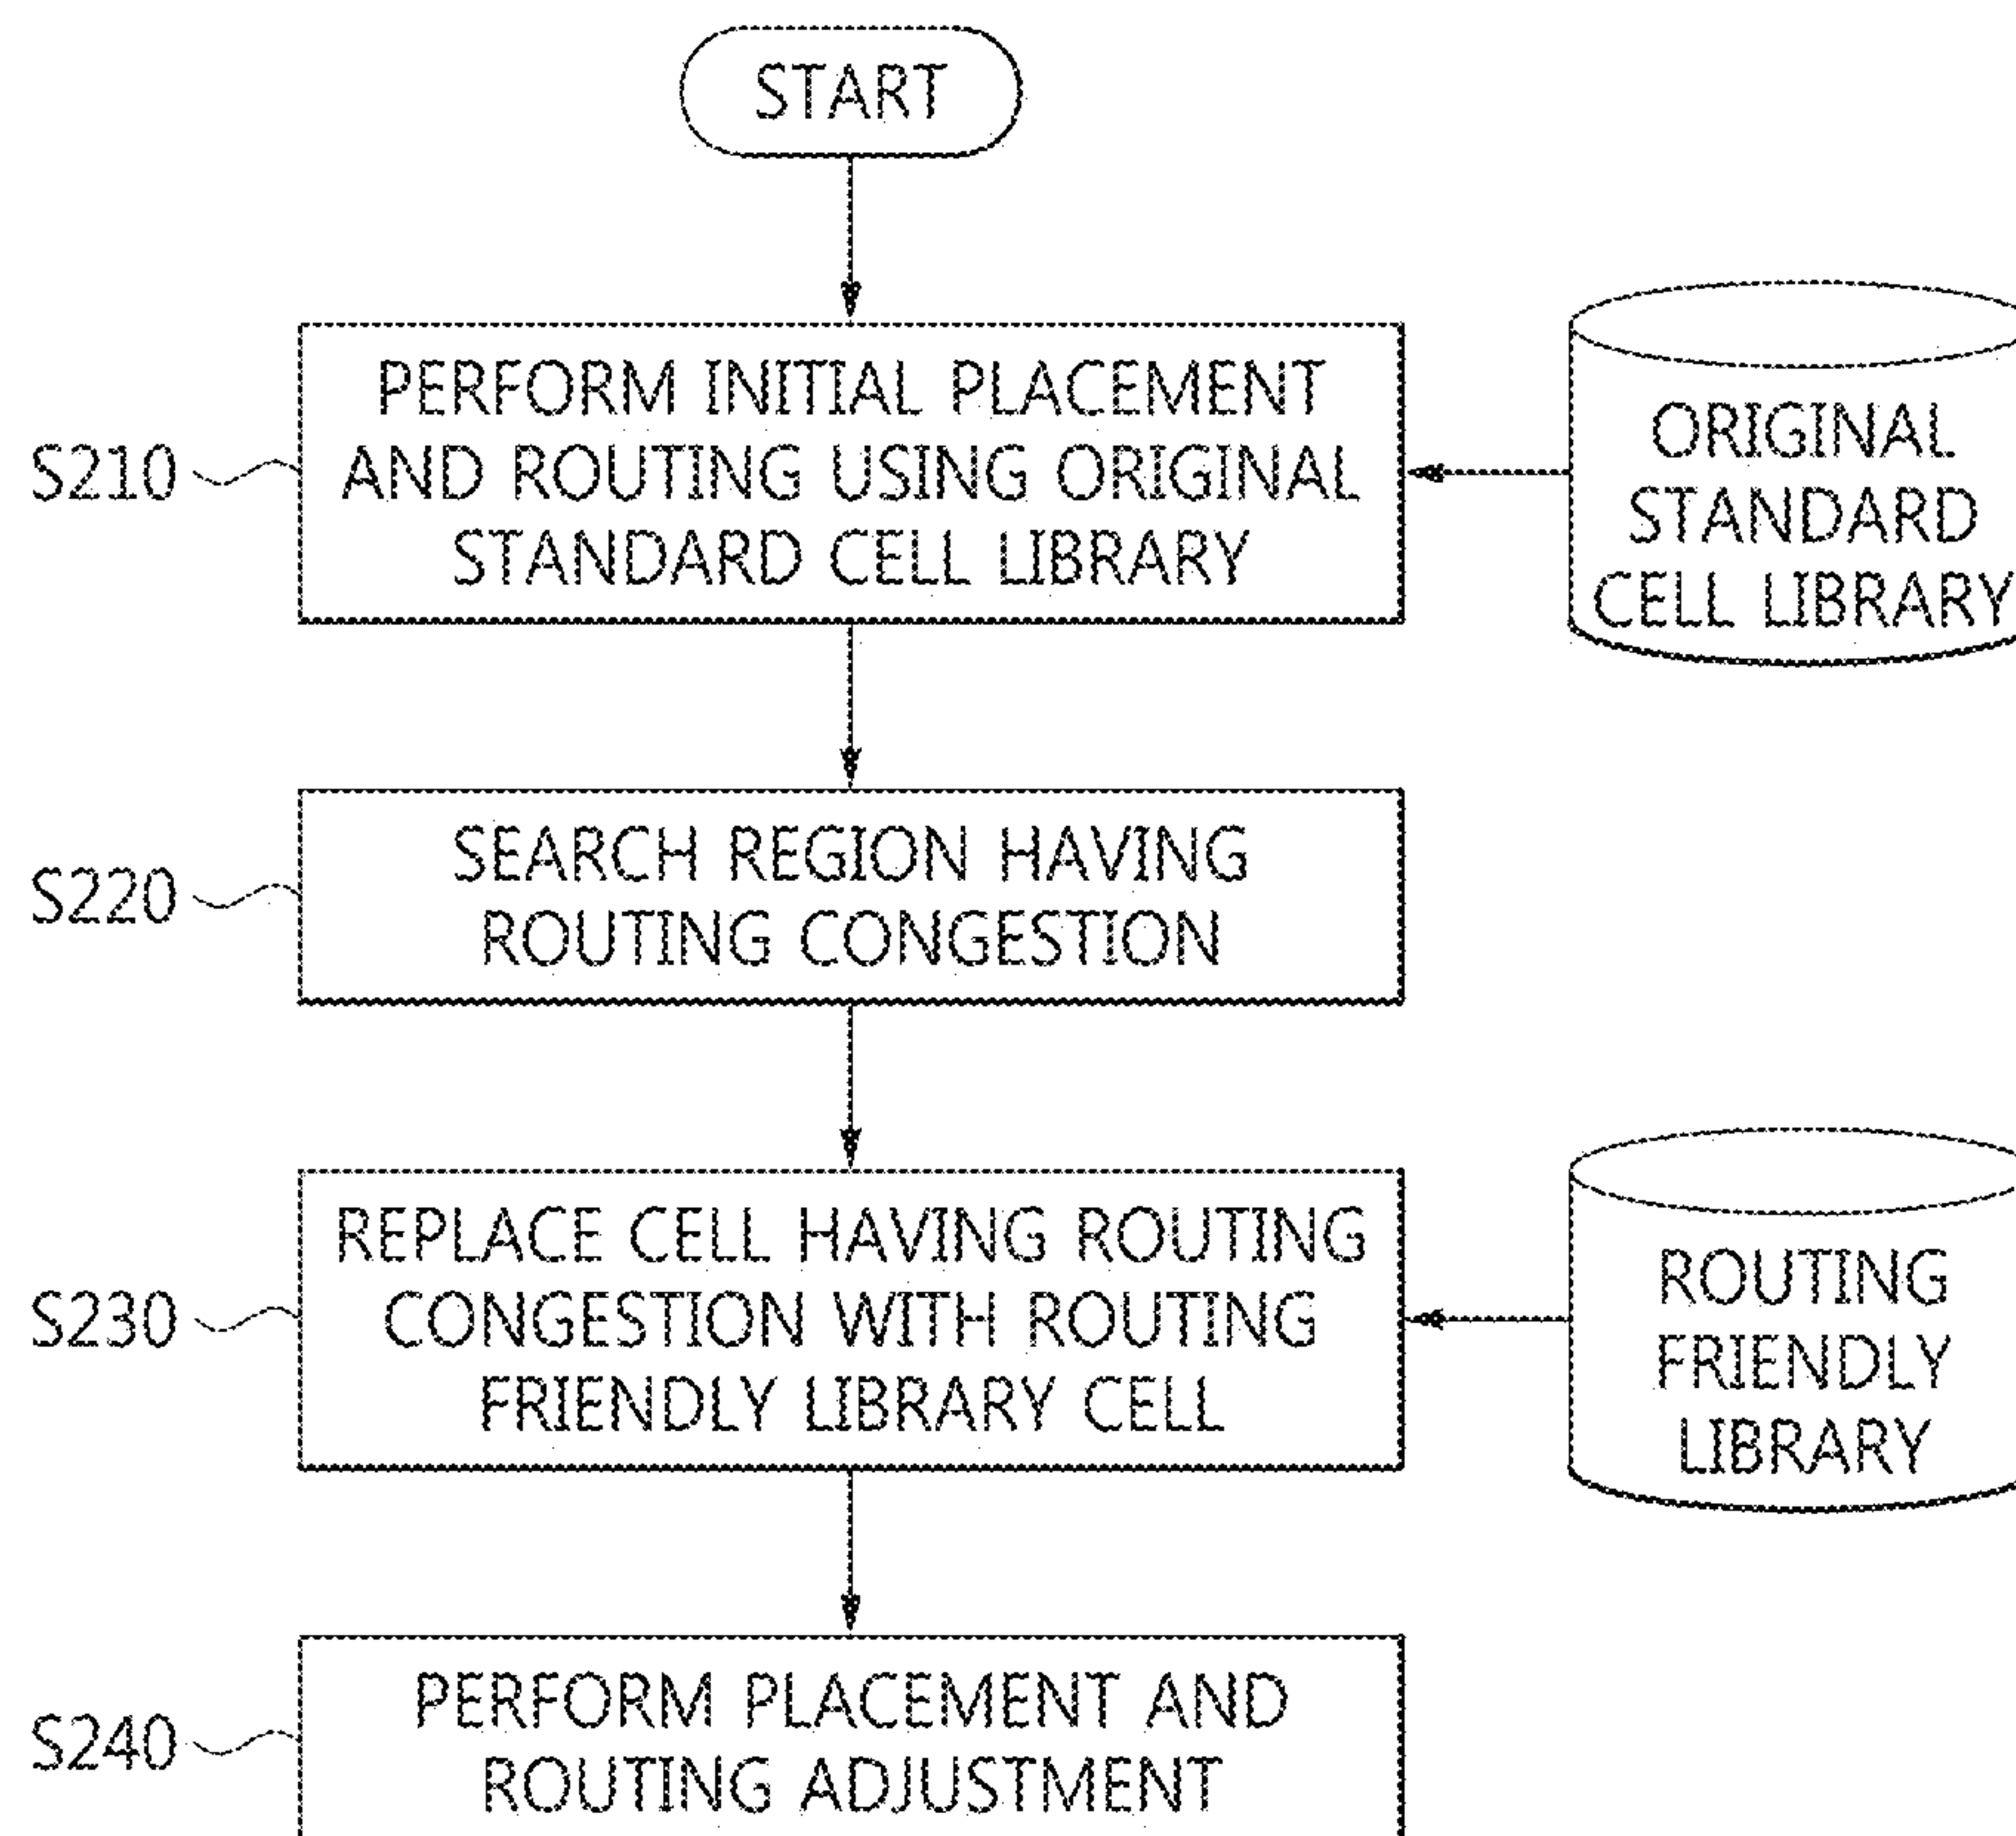 START
PERFORM INITIAL PLACEMENT
AND ROUTING USING ORIGINAL
STANDARD CELL LIBRARY
S210
ORIGINAL
STANDARD
CELL LIBRARY
SEARCH REGION HAVING
ROUTING CONGESTION
S220
REPLACE CELL HAVING ROUTING
CONGESTION WITH ROUTING
FRIENDLY LIBRARY CELL
S230
ROUTING
FRIENDLY
LIBRARY
PERFORM PLACEMENT AND
ROUTING ADJUSTMENT
S240